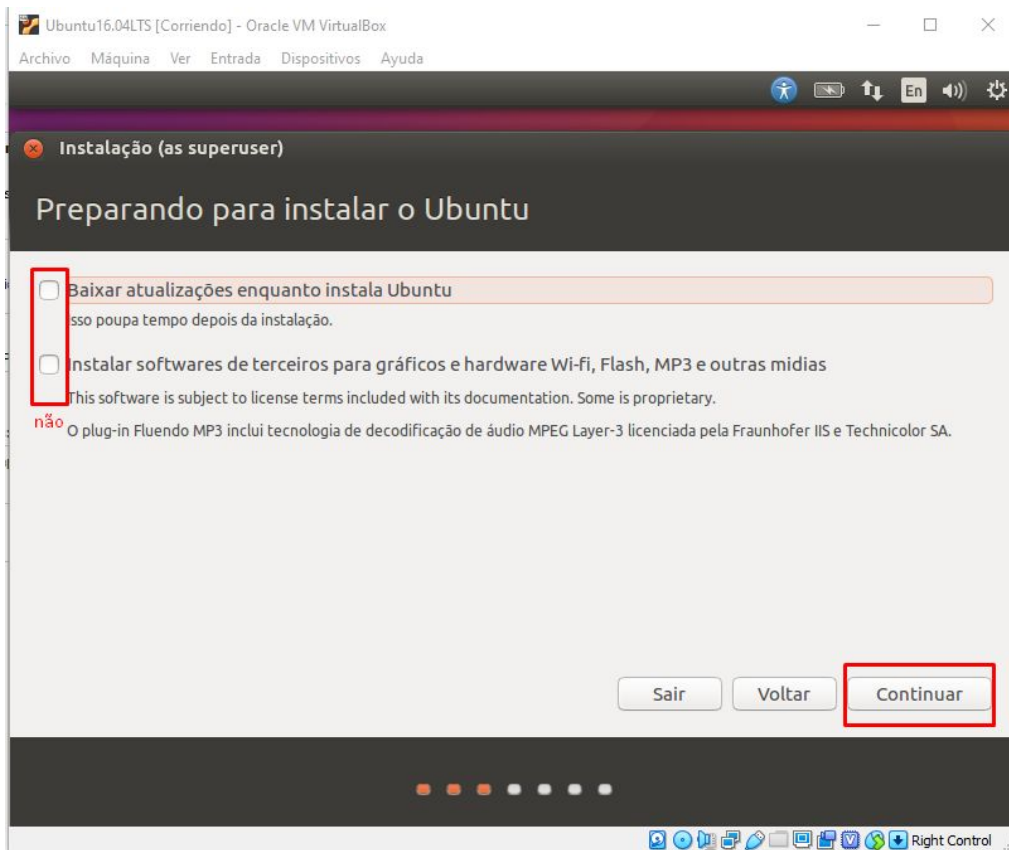 Ubuntu16.04LTS [Corriendo] - Oracle VM VirtualBox
Archivo Máquina Ver Entrada Dispositivos Ayuda
En
Instalação (as superuser)
Preparando para instalar o Ubuntu
Baixar atualizações enquanto instala Ubuntu
sso poupa tempo depois da instalação.
Instalar softwares de terceiros para gráficos e hardware Wi-fi, Flash, MP3 e outras midias
This software is subject to license terms included with its documentation. Some is proprietary.
não
O plug-in Fluendo MP3 inclui tecnologia de decodificação de áudio MPEG Layer-3 licenciada pela Fraunhofer IIS e Technicolor SA.
Sair Voltar Continuar
Right Control